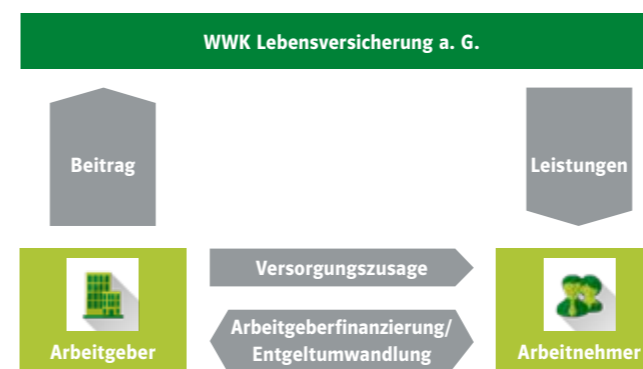 WWK Lebensversicherung a. G.
Beitrag
Leistungen
Versorgungszusage
Arbeitgeberfinanzierung/
Entgeltumwandlung
Arbeitgeber
Arbeitnehmer